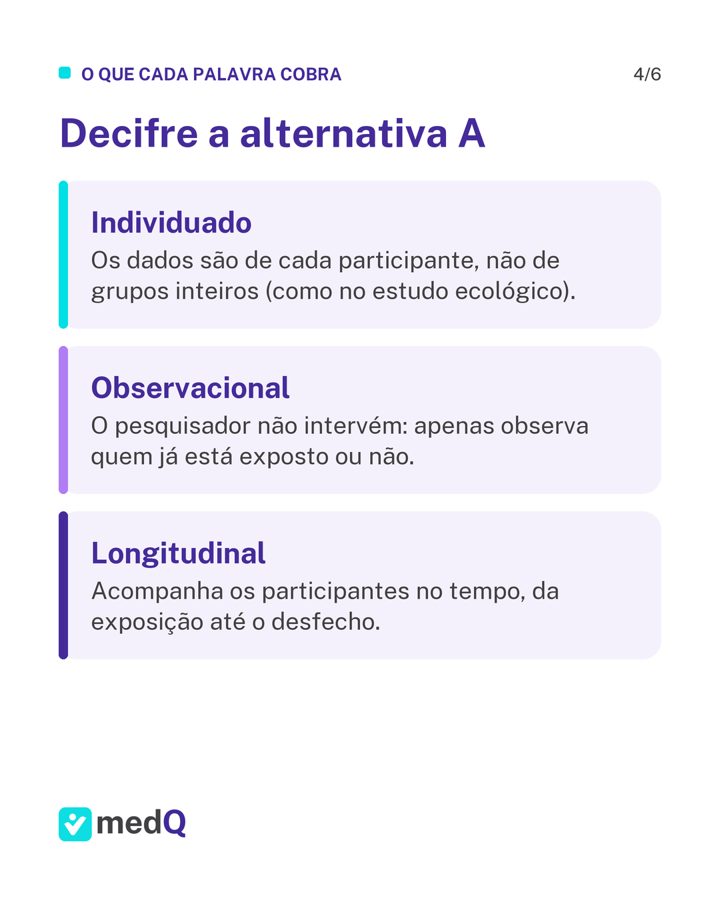 O QUE CADA PALAVRA COBRA
4/6
Decifre a alternativa A
Individuado
Os dados são de cada participante, não de
grupos inteiros (como no estudo ecológico).
Observacional
O pesquisador não intervém: apenas observa
quem já está exposto ou não.
Longitudinal
Acompanha os participantes no tempo, da
exposição até o desfecho.
medQ